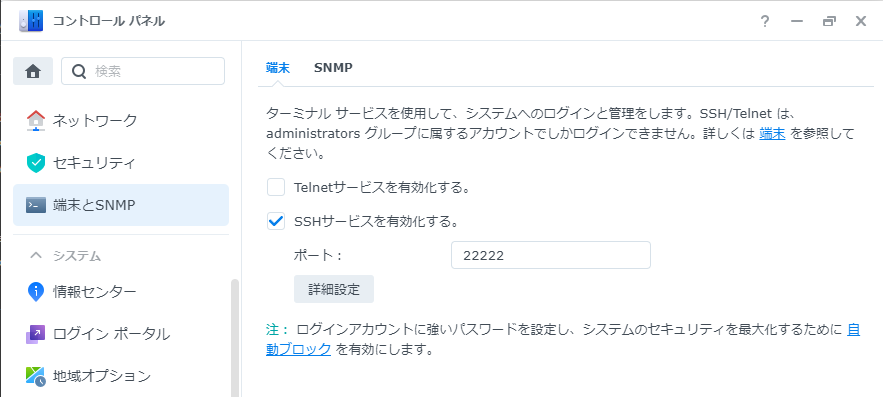 コントロール パネル
検索
ネットワーク
セキュリティ
端末とSNMP
システム
情報センター
ログイン ポータル
地域オプション
端末 SNMP
ターミナル サービスを使用して、システムへのログインと管理をします。SSH/Telnet は、
administrators グループに属するアカウントでしかログインできません。詳しくは 端末 を参照して
ください。
Telnetサービスを有効化する。
SSHサービスを有効化する。
ポート： 22222
詳細設定
注： ログインアカウントに強いパスワードを設定し、システムのセキュリティを最大化するために 自
動ブロック を有効にします。